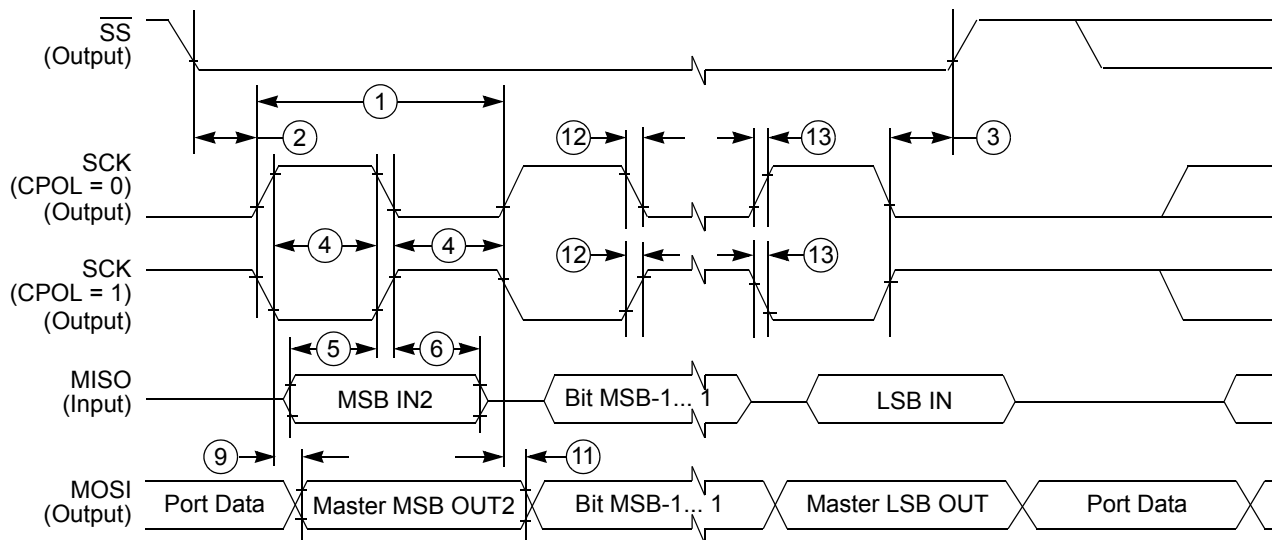 SS
(Output)
1
2
12
13
3
SCK
(CPOL = 0)
(Output)
4
4
12
13
SCK
(CPOL = 1)
(Output)
5
6
MISO
(Input)
MSB IN2
Bit MSB-1... 1
LSB IN
9
11
MOSI
(Output)
Port Data
Master MSB OUT2
Bit MSB-1... 1
Master LSB OUT
Port Data